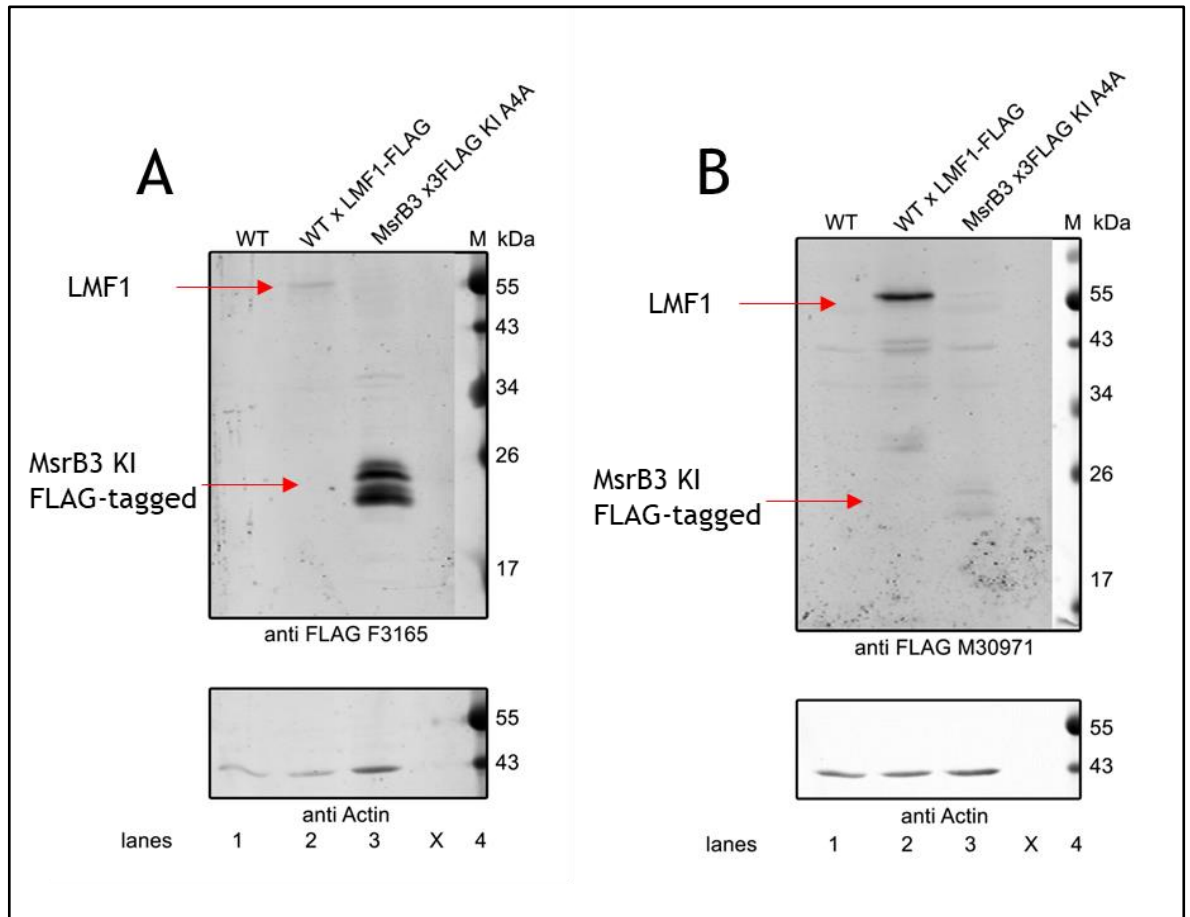 A
WT
WT x LMF1-FLAG
MsrB3 x3FLAG KI A4A
M kDa
LMF1
55
43
34
26
MsrB3 KI
FLAG-tagged
17
anti FLAG F3165
55
43
anti Actin
lanes 1 2 3 X 4
B
WT
WT x LMF1-FLAG
MsrB3 x3FLAG KI A4A
M kDa
LMF1
55
43
34
26
MsrB3 KI
FLAG-tagged
17
anti FLAG M30971
55
43
anti Actin
lanes 1 2 3 X 4